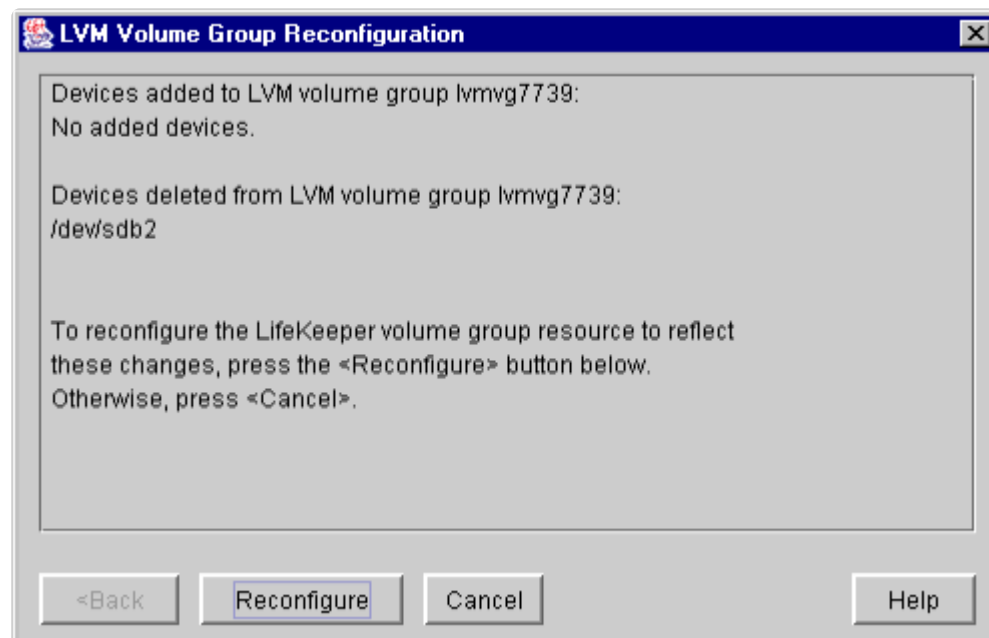 LVM Volume Group Reconfiguration
Devices added to LVM volume group lvmvg7739:
No added devices.
Devices deleted from LVM volume group lvmvg7739:
/dev/sdb2
To reconfigure the LifeKeeper volume group resource to reflect
these changes, press the <Reconfigure> button below.
Otherwise, press <Cancel>.
<Back Reconfigure Cancel Help